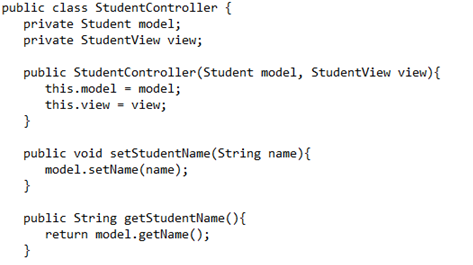 public class StudentController {
   private Student model;
   private StudentView view;

   public StudentController(Student model, StudentView view){
      this.model = model;
      this.view = view;
   }

   public void setStudentName(String name){
      model.setName(name);
   }

   public String getStudentName(){
      return model.getName();
   }